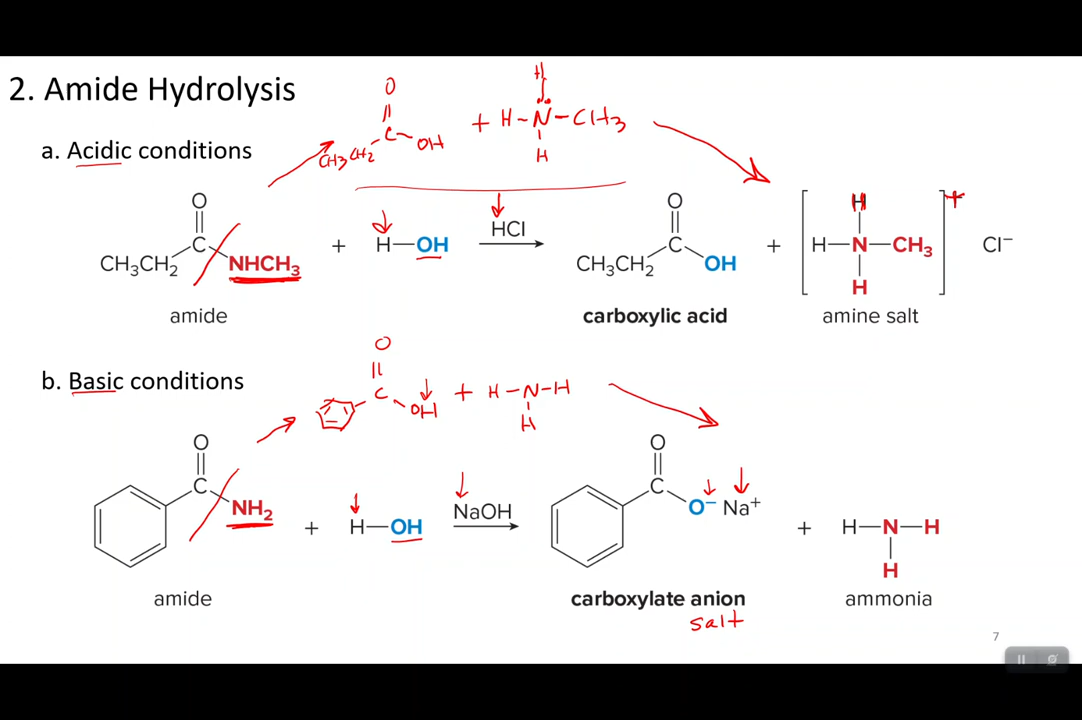 2. Amide Hydrolysis
O
H
a. Acidic conditions
CH3CH2 C OH + H-N-CH3
H
O
O
H
+
CH₃CH₂ C NHCH₃ + H—OH HCl CH₃CH₂ C OH + H—N—CH₃ Cl⁻
H
amide
carboxylic acid
amine salt
O
b. Basic conditions
C OH + H-N-H
H
O
O
C NH₂ + H—OH NaOH C O⁻ Na⁺ + H—N—H
H
amide
carboxylate anion
ammonia
salt
7